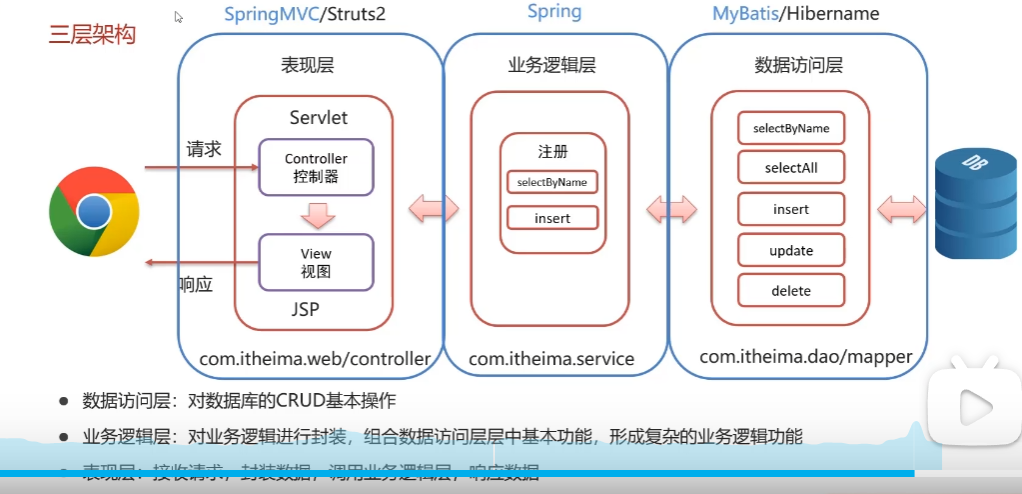 三层架构
SpringMVC/Struts2
Spring
MyBatis/Hibername
表现层
业务逻辑层
数据访问层
Servlet
请求
Controller
控制器
View
视图
响应
JSP
com.itheima.web/controller
注册
selectByName
insert
com.itheima.service
selectByName
selectAll
insert
update
delete
com.itheima.dao/mapper
DB
● 数据访问层：对数据库的CRUD基本操作
● 业务逻辑层：对业务逻辑进行封装，组合数据访问层层中基本功能，形成复杂的业务逻辑功能
● 表现层：接收请求，封装数据，调用业务逻辑层，响应数据